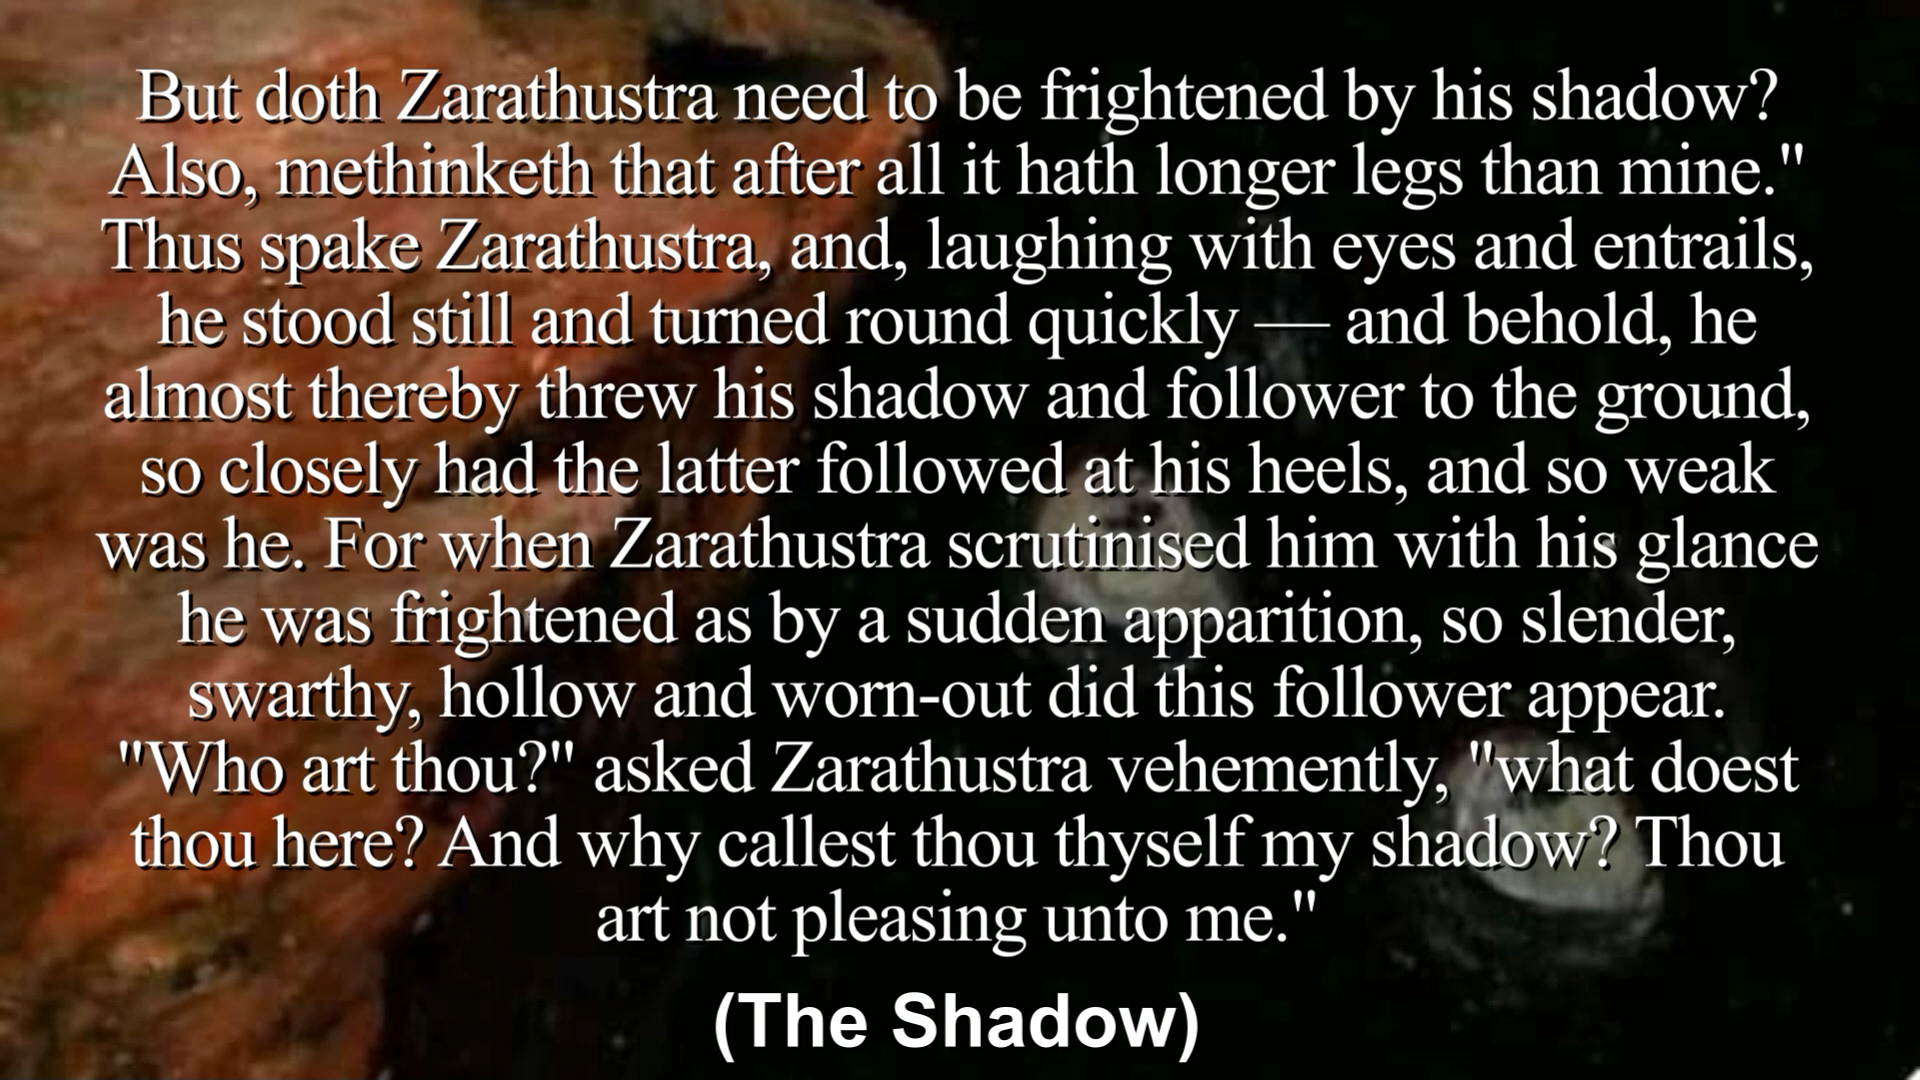 But doth Zarathustra need to be frightened by his shadow?
Also, methinketh that after all it hath longer legs than mine."
Thus spake Zarathustra, and, laughing with eyes and entrails,
he stood still and turned round quickly — and behold, he
almost thereby threw his shadow and follower to the ground,
so closely had the latter followed at his heels, and so weak
was he. For when Zarathustra scrutinised him with his glance
he was frightened as by a sudden apparition, so slender,
swarthy, hollow and worn-out did this follower appear.
"Who art thou?" asked Zarathustra vehemently, "what doest
thou here? And why callest thou thyself my shadow? Thou
art not pleasing unto me."
(The Shadow)